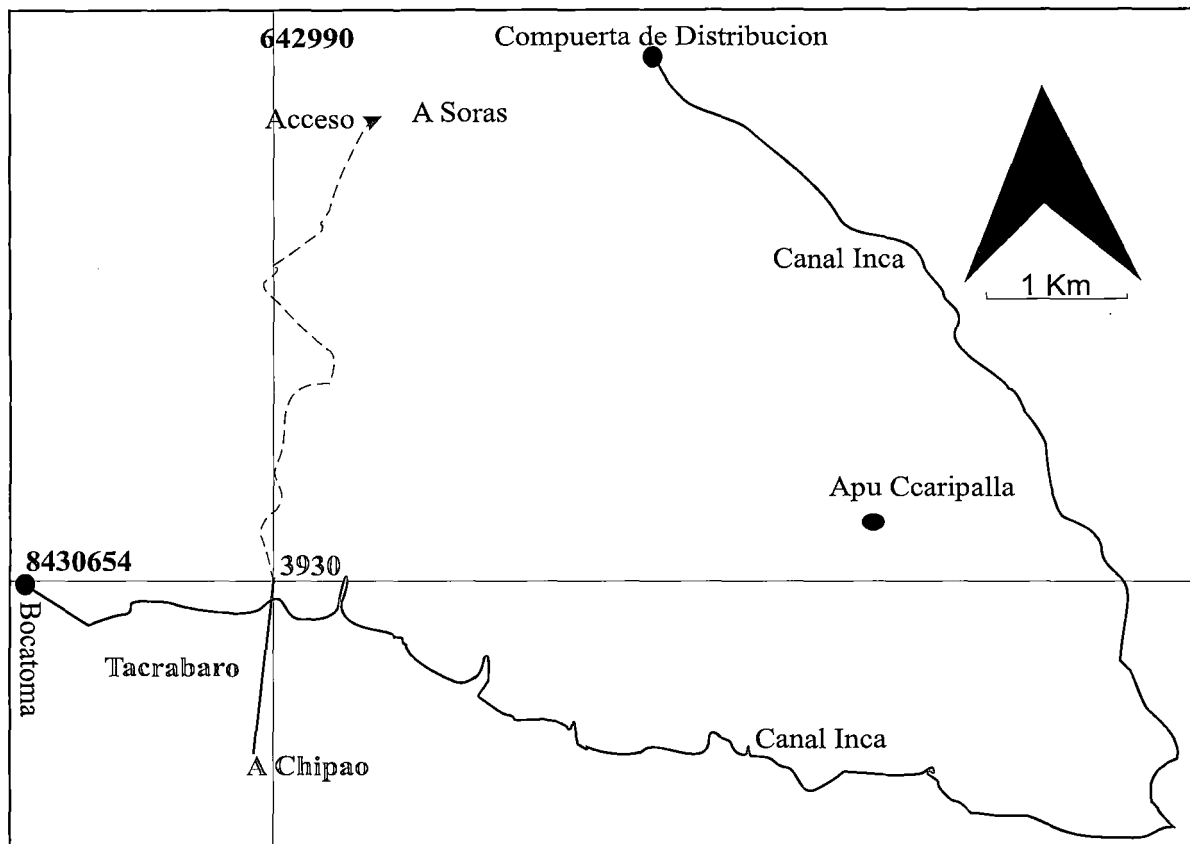 642990
Compuerta de Distribucion
Acceso
A Soras
Canal Inca
1 Km
Apu Ccaripalla
8430654
3930
Bocatoma
Tacrabaro
Canal Inca
A Chipao